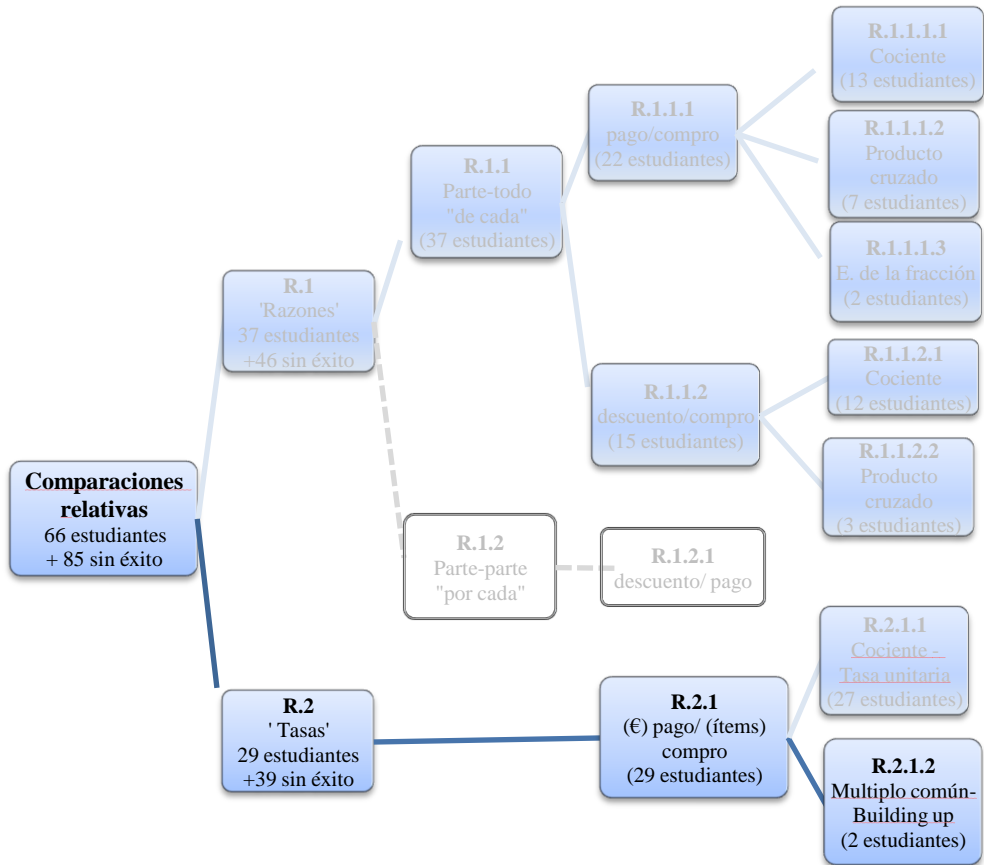 R.1.1.1.1
Cociente
(13 estudiantes)
R.1.1.1
pago/compro
(22 estudiantes)
R.1.1.1.2
Producto
cruzado
(7 estudiantes)
R.1.1
Parte-todo
"de cada"
(37 estudiantes)
R.1.1.1.3
E. de la fracción
(2 estudiantes)
R.1
'Razones'
37 estudiantes
+46 sin éxito
R.1.1.2.1
Cociente
(12 estudiantes)
R.1.1.2
descuento/compro
(15 estudiantes)
R.1.1.2.2
Producto
cruzado
(3 estudiantes)
Comparaciones
relativas
66 estudiantes
+ 85 sin éxito
R.1.2
Parte-parte
"por cada"
R.1.2.1
descuento/ pago
R.2.1.1
Cociente -
Tasa unitaria
(27 estudiantes)
R.2
' Tasas'
29 estudiantes
+39 sin éxito
R.2.1
(€) pago/ (ítems)
compro
(29 estudiantes)
R.2.1.2
Multiplo común-
Building up
(2 estudiantes)